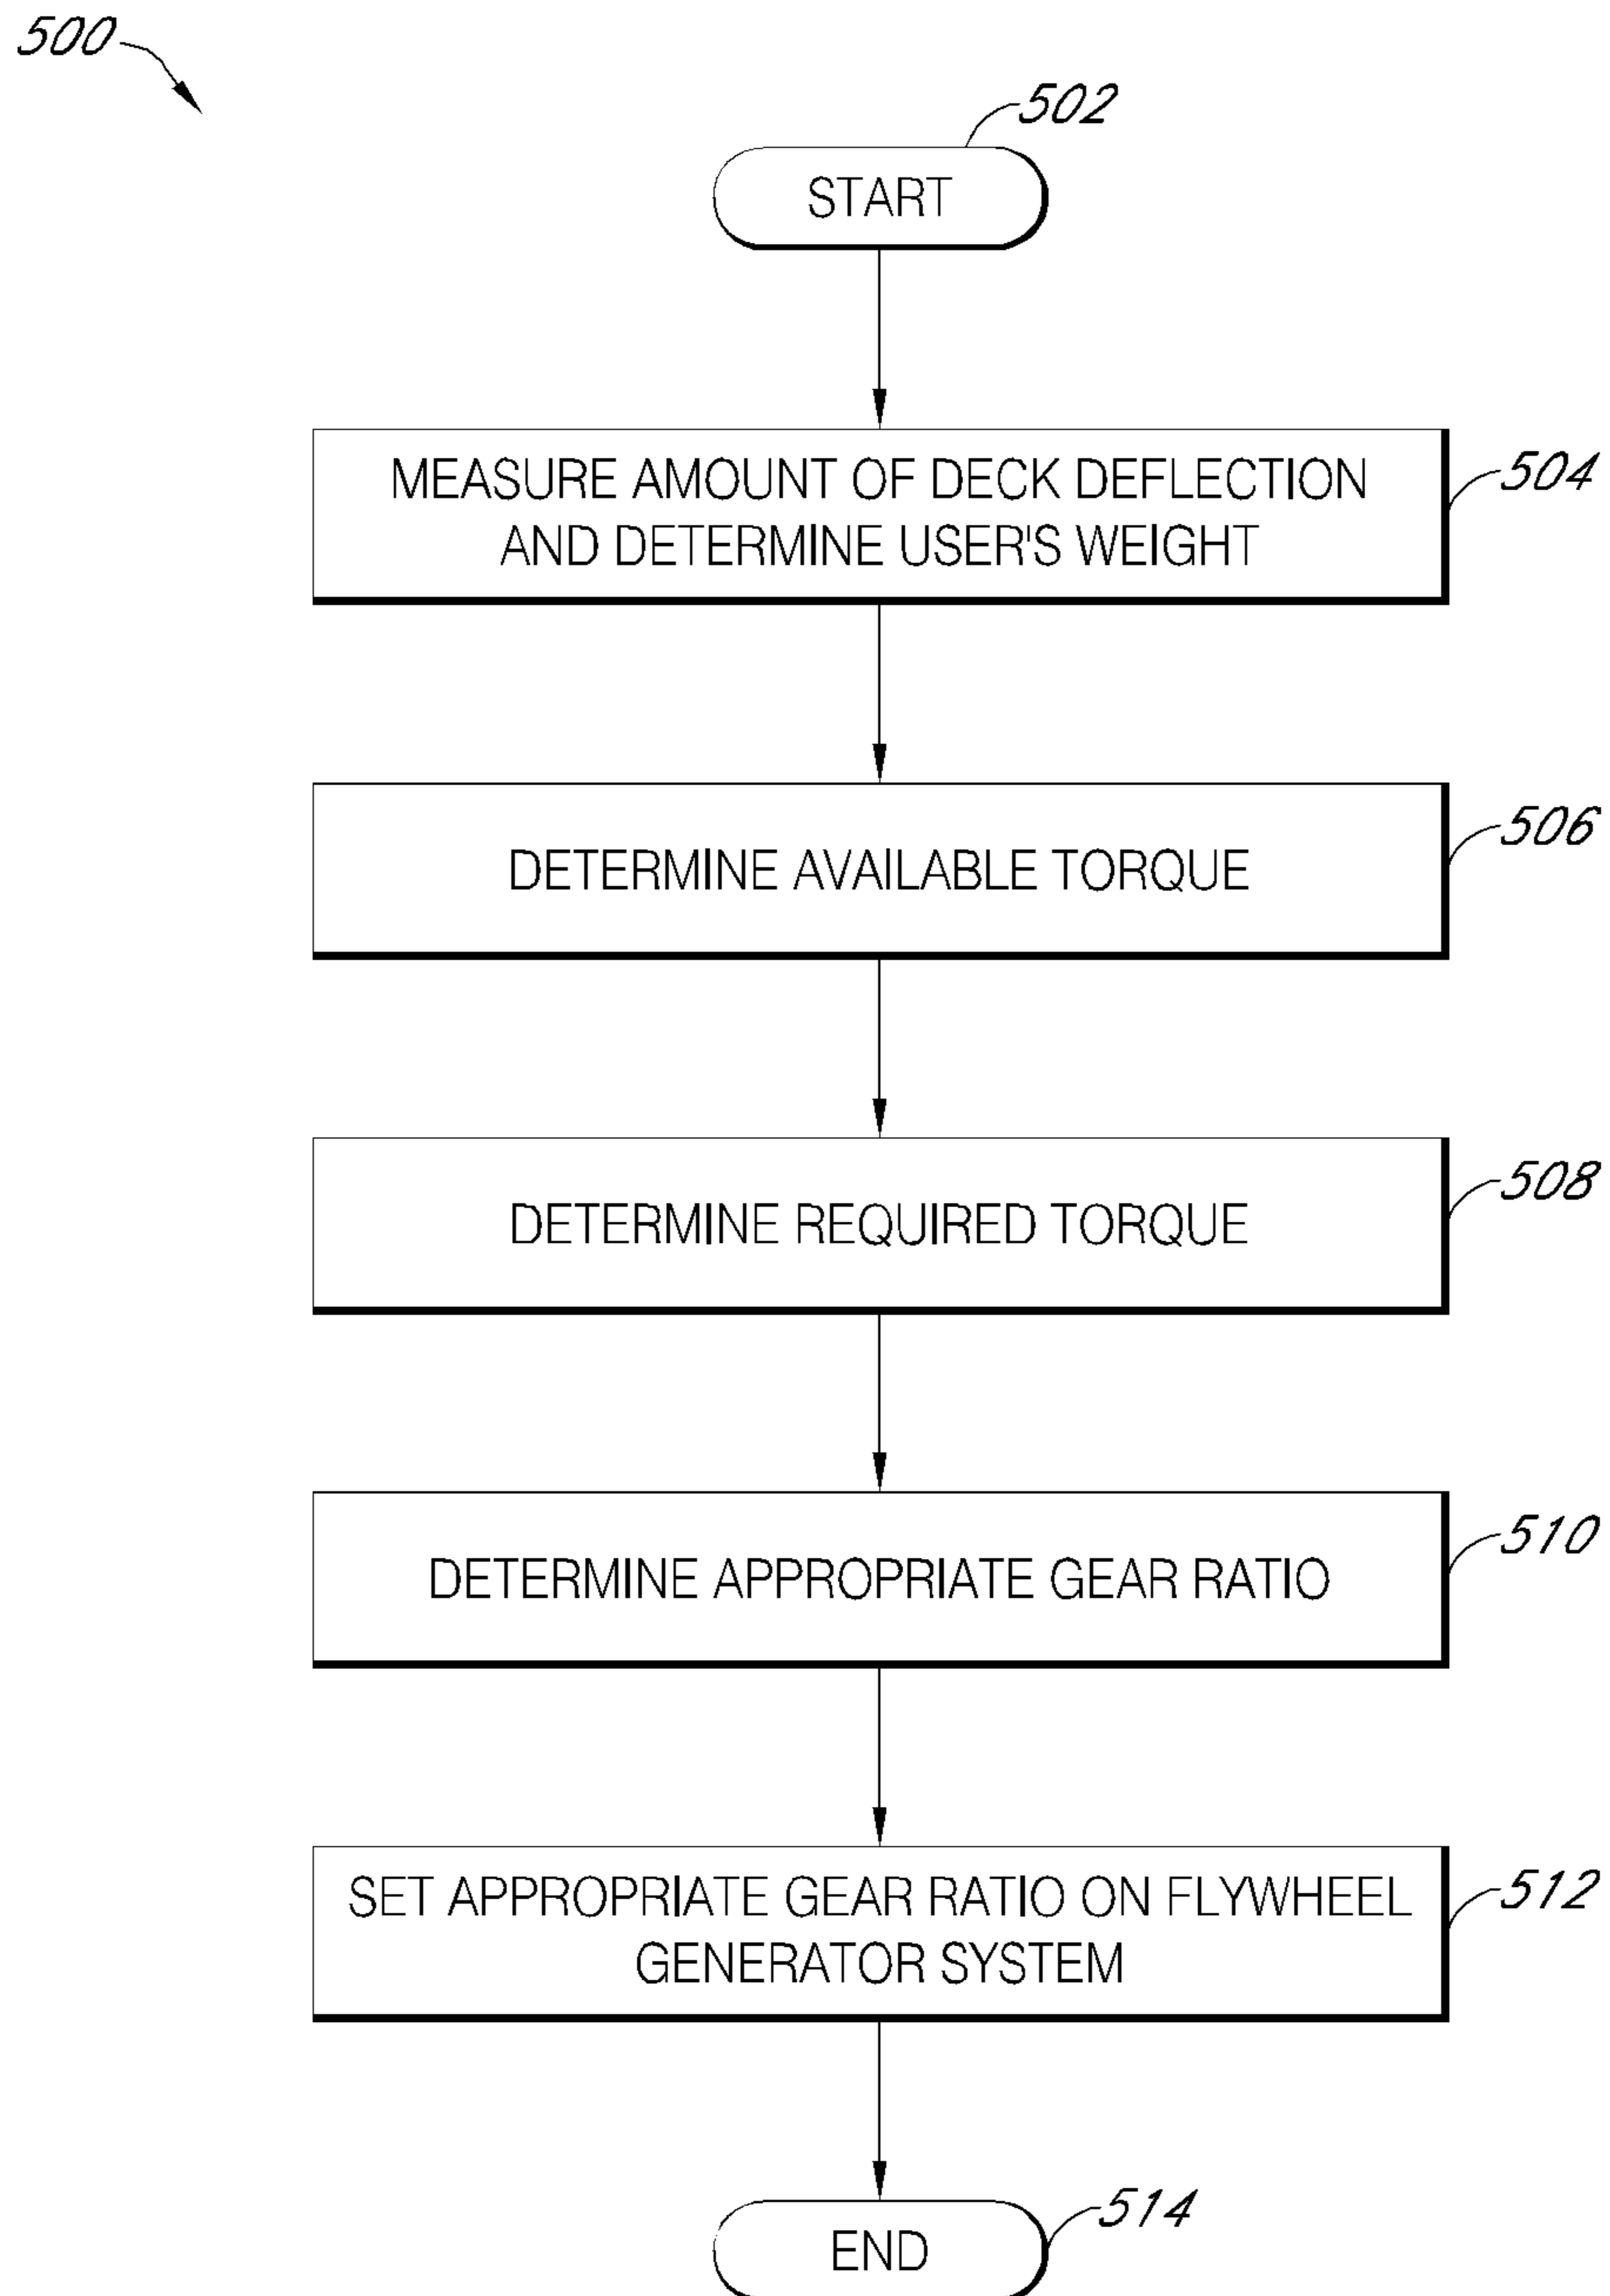 500
502
START
MEASURE AMOUNT OF DECK DEFLECTION
AND DETERMINE USER'S WEIGHT
504
DETERMINE AVAILABLE TORQUE
506
DETERMINE REQUIRED TORQUE
508
DETERMINE APPROPRIATE GEAR RATIO
510
SET APPROPRIATE GEAR RATIO ON FLYWHEEL
GENERATOR SYSTEM
512
514
END